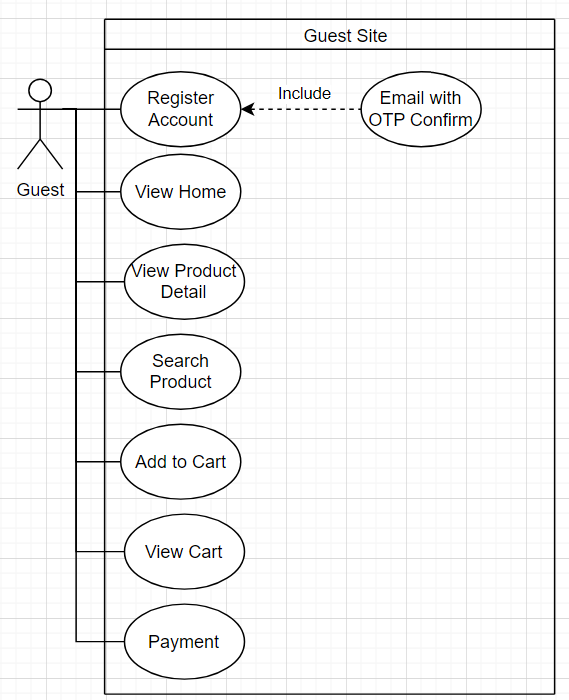 Guest Site
Register
Account
Include
Email with
OTP Confirm
Guest
View Home
View Product
Detail
Search
Product
Add to Cart
View Cart
Payment